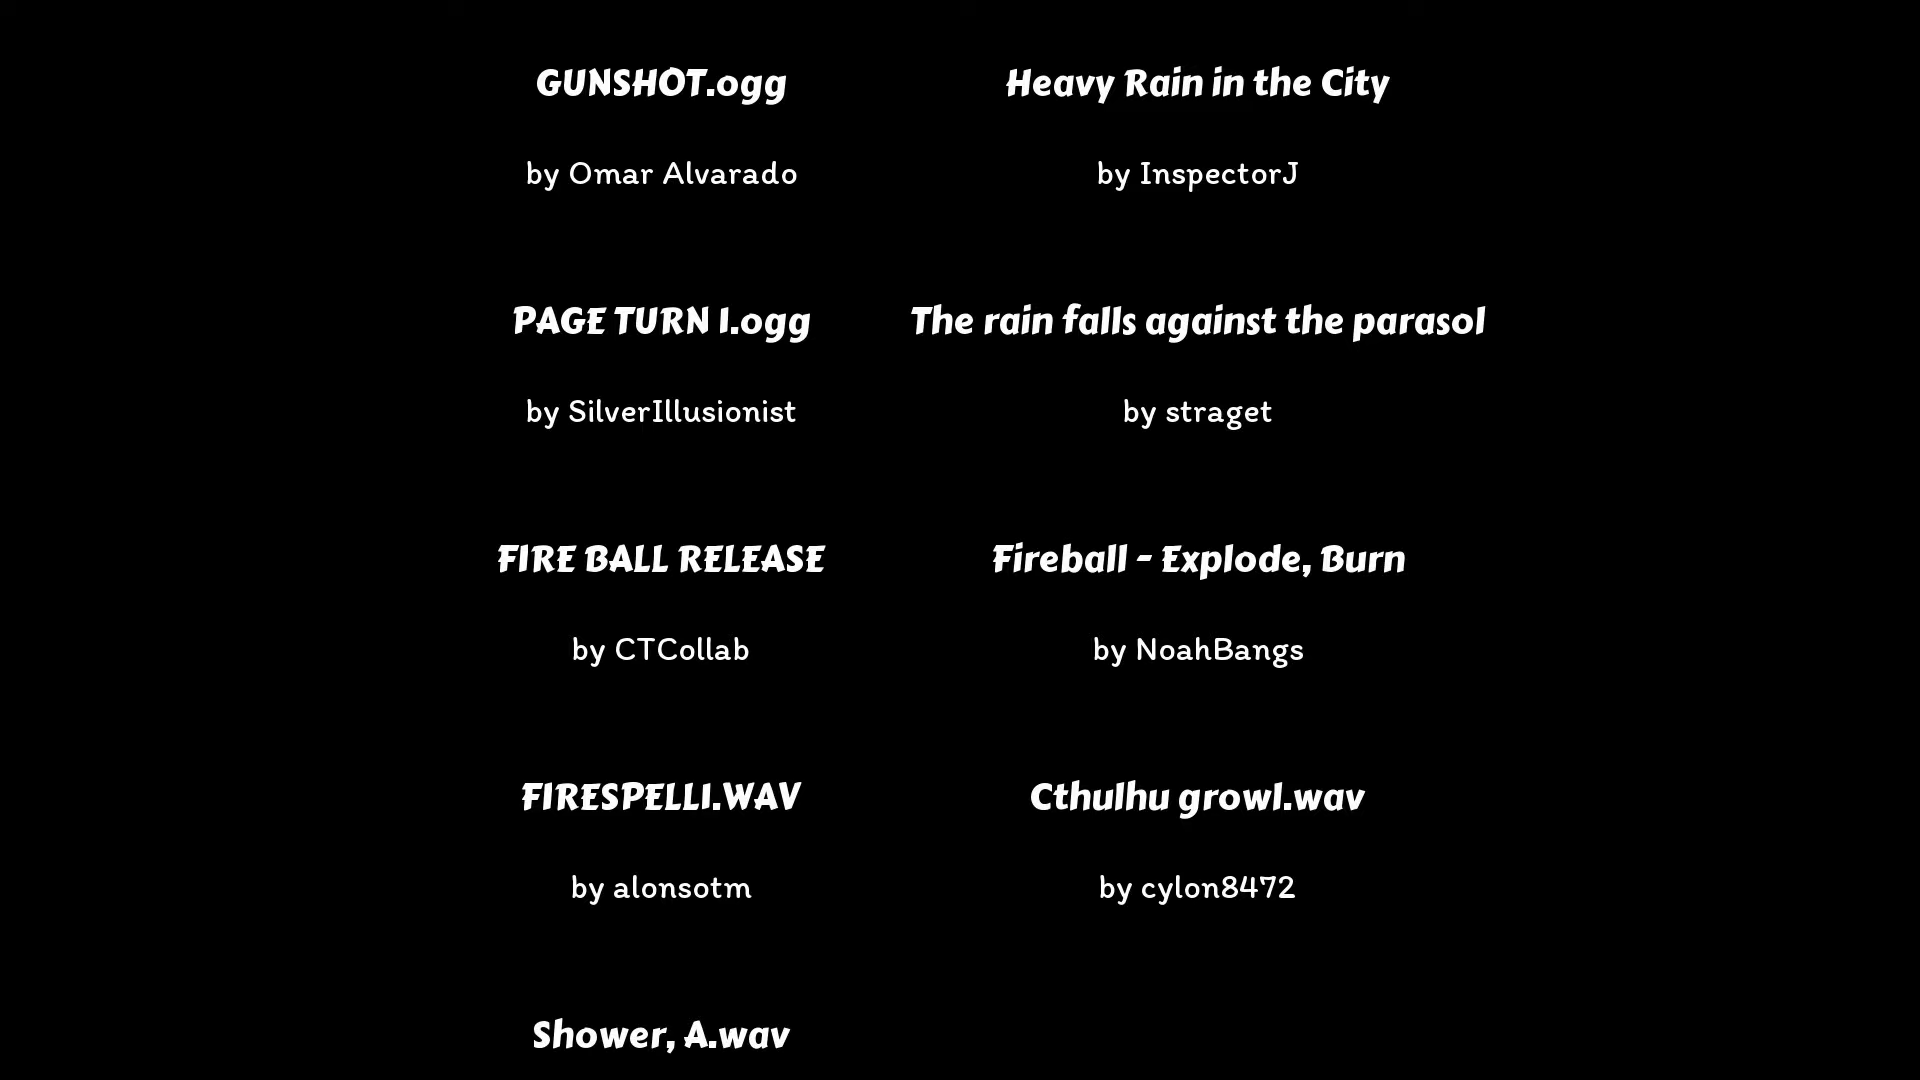 GUNSHOT.ogg
Heavy Rain in the City
by Omar Alvarado
by InspectorJ
PAGE TURN 1.ogg
The rain falls against the parasol
by SilverIllusionist
by straget
FIRE BALL RELEASE
Fireball - Explode, Burn
by CTCollab
by NoahBangs
FIRESPELL1.WAV
Cthulhu growl.wav
by alonsotm
by cylon8472
Shower, A.wav